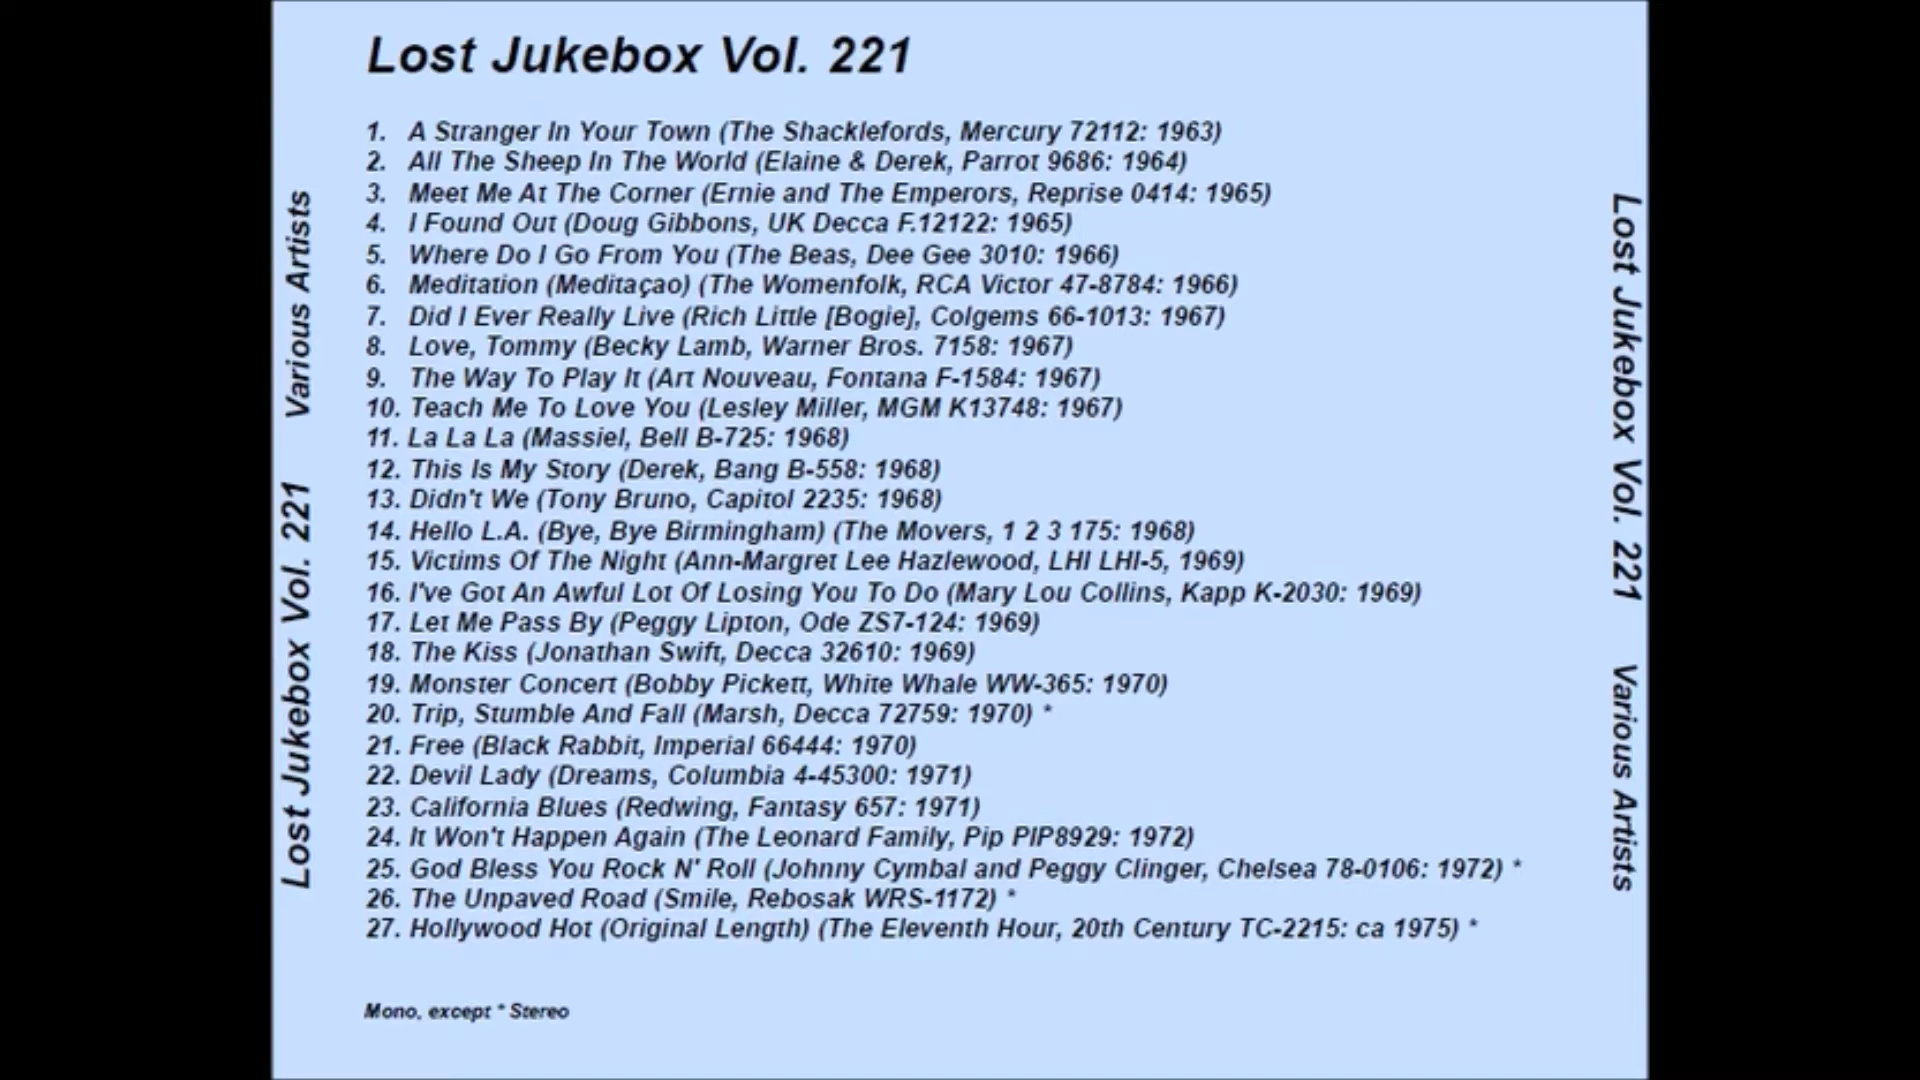 Lost Jukebox Vol. 221
1. A Stranger In Your Town (The Shacklefords, Mercury 72112: 1963)
2. All The Sheep In The World (Elaine & Derek, Parrot 9686: 1964)
3. Meet Me At The Corner (Ernie and The Emperors, Reprise 0414: 1965)
4. I Found Out (Doug Gibbons, UK Decca F.12122: 1965)
5. Where Do I Go From You (The Beas, Dee Gee 3010: 1966)
6. Meditation (Meditaçao) (The Womenfolk, RCA Victor 47-8784: 1966)
7. Did I Ever Really Live (Rich Little [Bogie], Colgems 66-1013: 1967)
8. Love, Tommy (Becky Lamb, Warner Bros. 7158: 1967)
9. The Way To Play It (Art Nouveau, Fontana F-1584: 1967)
10. Teach Me To Love You (Lesley Miller, MGM K13748: 1967)
11. La La La (Massiel, Bell B-725: 1968)
12. This Is My Story (Derek, Bang B-558: 1968)
13. Didn't We (Tony Bruno, Capitol 2235: 1968)
14. Hello L.A. (Bye, Bye Birmingham) (The Movers, 1 2 3 175: 1968)
15. Victims Of The Night (Ann-Margret Lee Hazlewood, LHI LHI-5, 1969)
16. I've Got An Awful Lot Of Losing You To Do (Mary Lou Collins, Kapp K-2030: 1969)
17. Let Me Pass By (Peggy Lipton, Ode ZS7-124: 1969)
18. The Kiss (Jonathan Swift, Decca 32610: 1969)
19. Monster Concert (Bobby Pickett, White Whale WW-365: 1970)
20. Trip, Stumble And Fall (Marsh, Decca 72759: 1970) *
21. Free (Black Rabbit, Imperial 66444: 1970)
22. Devil Lady (Dreams, Columbia 4-45300: 1971)
23. California Blues (Redwing, Fantasy 657: 1971)
24. It Won't Happen Again (The Leonard Family, Pip PIP8929: 1972)
25. God Bless You Rock N' Roll (Johnny Cymbal and Peggy Clinger, Chelsea 78-0106: 1972) *
26. The Unpaved Road (Smile, Rebosak WRS-1172) *
27. Hollywood Hot (Original Length) (The Eleventh Hour, 20th Century TC-2215: ca 1975) *
Mono, except * Stereo
Lost Jukebox Vol. 221 Various Artists
Lost Jukebox Vol. 221 Various Artists